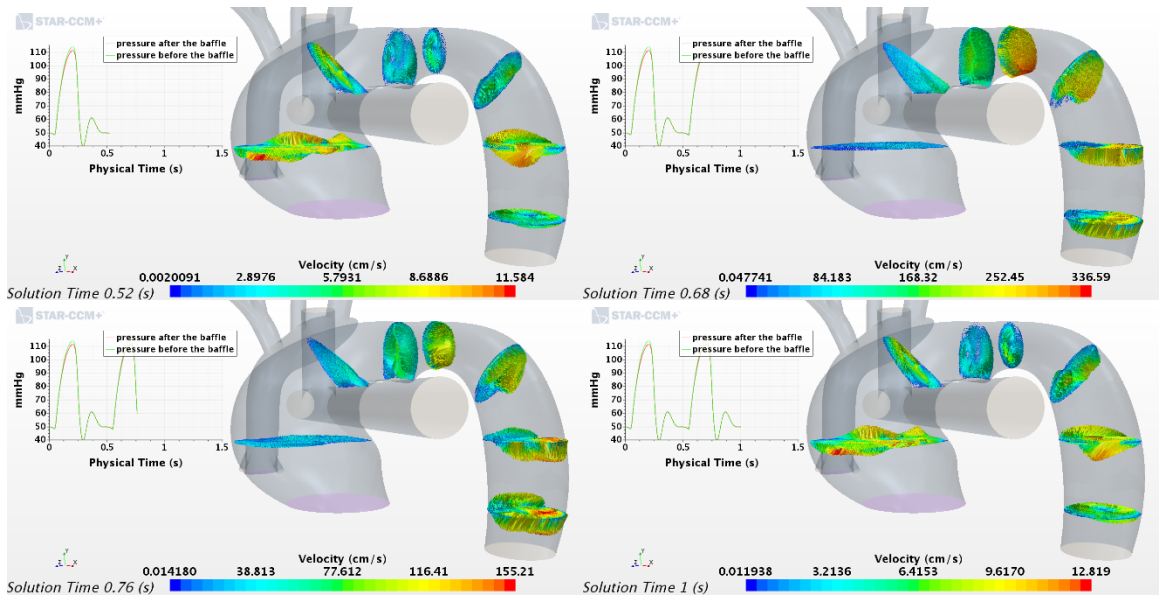 STAR-CCM+
pressure after the baffle
pressure before the baffle
110
100
90
80
70
60
50
40
mmHg
0 0.5 1 1.5
Physical Time (s)
Velocity (cm/s)
0.0020091 2.8976 5.7931 8.6886 11.584
Solution Time 0.52 (s)
STAR-CCM+
pressure after the baffle
pressure before the baffle
110
100
90
80
70
60
50
40
mmHg
0 0.5 1 1.5
Physical Time (s)
Velocity (cm/s)
0.047741 84.183 168.32 252.45 336.59
Solution Time 0.68 (s)
STAR-CCM+
pressure after the baffle
pressure before the baffle
110
100
90
80
70
60
50
40
mmHg
0 0.5 1 1.5
Physical Time (s)
Velocity (cm/s)
0.014180 38.813 77.612 116.41 155.21
Solution Time 0.76 (s)
STAR-CCM+
pressure after the baffle
pressure before the baffle
110
100
90
80
70
60
50
40
mmHg
0 0.5 1 1.5
Physical Time (s)
Velocity (cm/s)
0.011938 3.2136 6.4153 9.6170 12.819
Solution Time 1 (s)